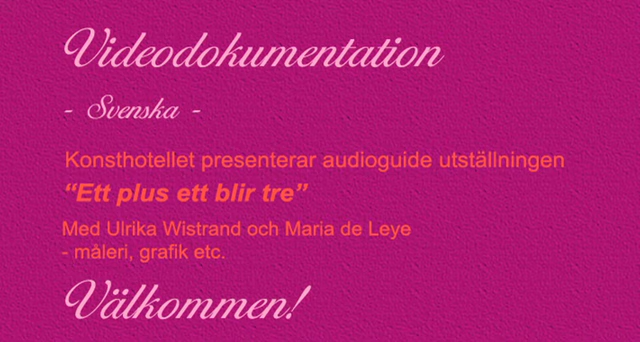 Videodokumentation
- Svenska -
Konsthotellet presenterar audioguide utställningen
“Ett plus ett blir tre”
Med Ulrika Wistrand och Maria de Leye
- måleri, grafik etc.
Välkommen!